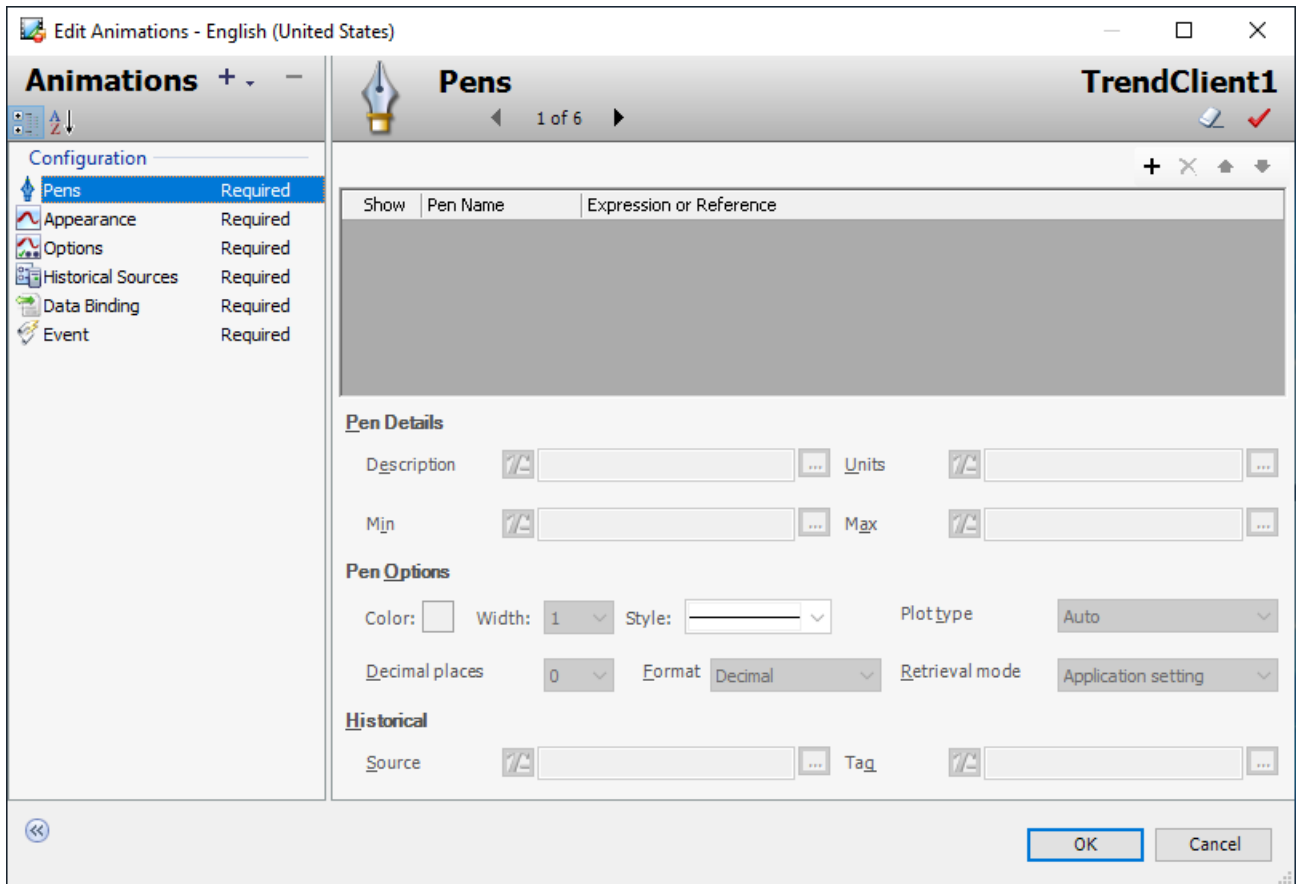 Edit Animations - English (United States)
Animations
Pens
TrendClient1
1 of 6
A
Z
Configuration
Pens Required
Appearance Required
Options Required
Historical Sources Required
Data Binding Required
Event Required
Show Pen Name Expression or Reference
Pen Details
Description ... Units ...
Min ... Max ...
Pen Options
Color: Width: 1 Style: Plot type Auto
Decimal places 0 Format Decimal Retrieval mode Application setting
Historical
Source ... Tag ...
OK Cancel